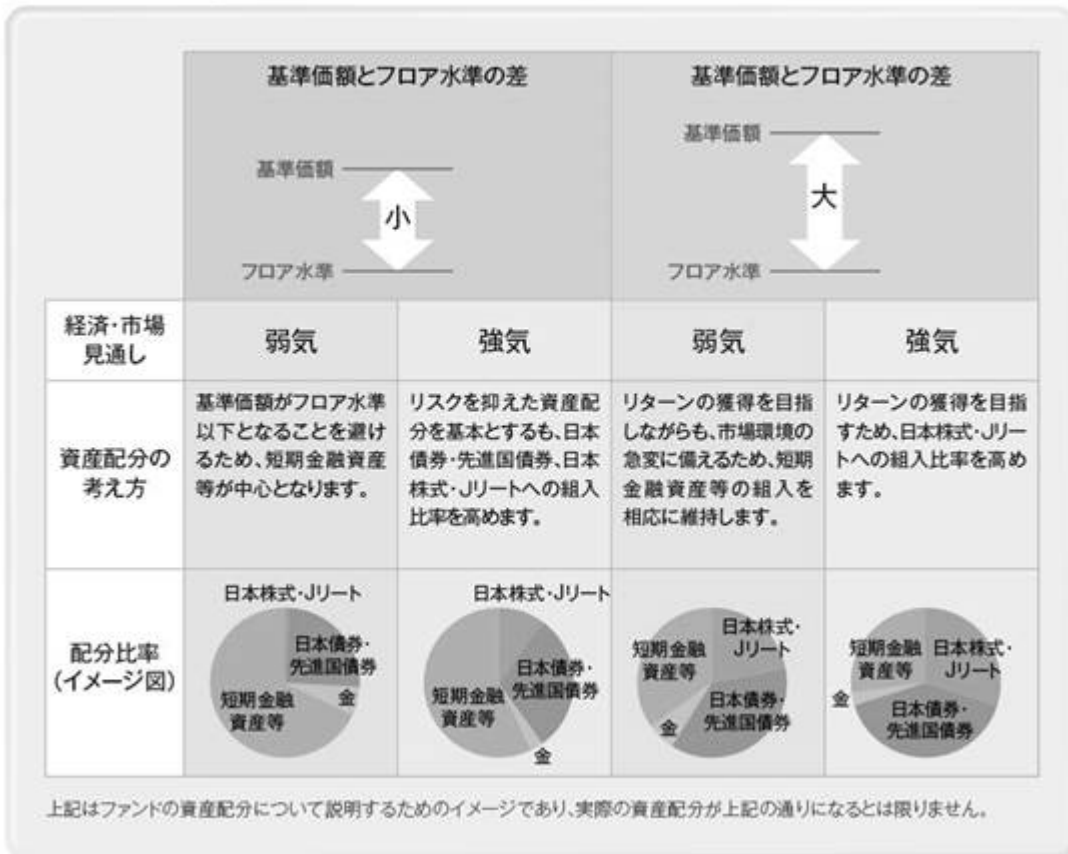 基準価額とフロア水準の差
基準価額
小
フロア水準
基準価額とフロア水準の差
基準価額
大
フロア水準
経済・市場
見通し
弱気
強気
弱気
強気
資産配分の
考え方
基準価額がフロア水準
以下となることを避け
るため、短期金融資産
等が中心となります。
リスクを抑えた資産配
分を基本とするも、日本
債券・先進国債券、日本
株式・Jリートへの組入
比率を高めます。
リターンの獲得を目指
しながらも、市場環境の
急変に備えるため、短期
金融資産等の組入を
相応に維持します。
リターンの獲得を目指
すため、日本株式・Jリー
トへの組入比率を高め
ます。
配分比率
(イメージ図)
日本株式・Jリート
日本債券・
先進国債券
金
短期金融
資産等
日本株式・Jリート
日本債券・
先進国債券
短期金融
資産等
金
日本株式・
Jリート
短期金融
資産等
日本債券・
先進国債券
金
短期金融
資産等
日本株式・
Jリート
金
日本債券・
先進国債券
上記はファンドの資産配分について説明するためのイメージであり、実際の資産配分が上記の通りになるとは限りません。